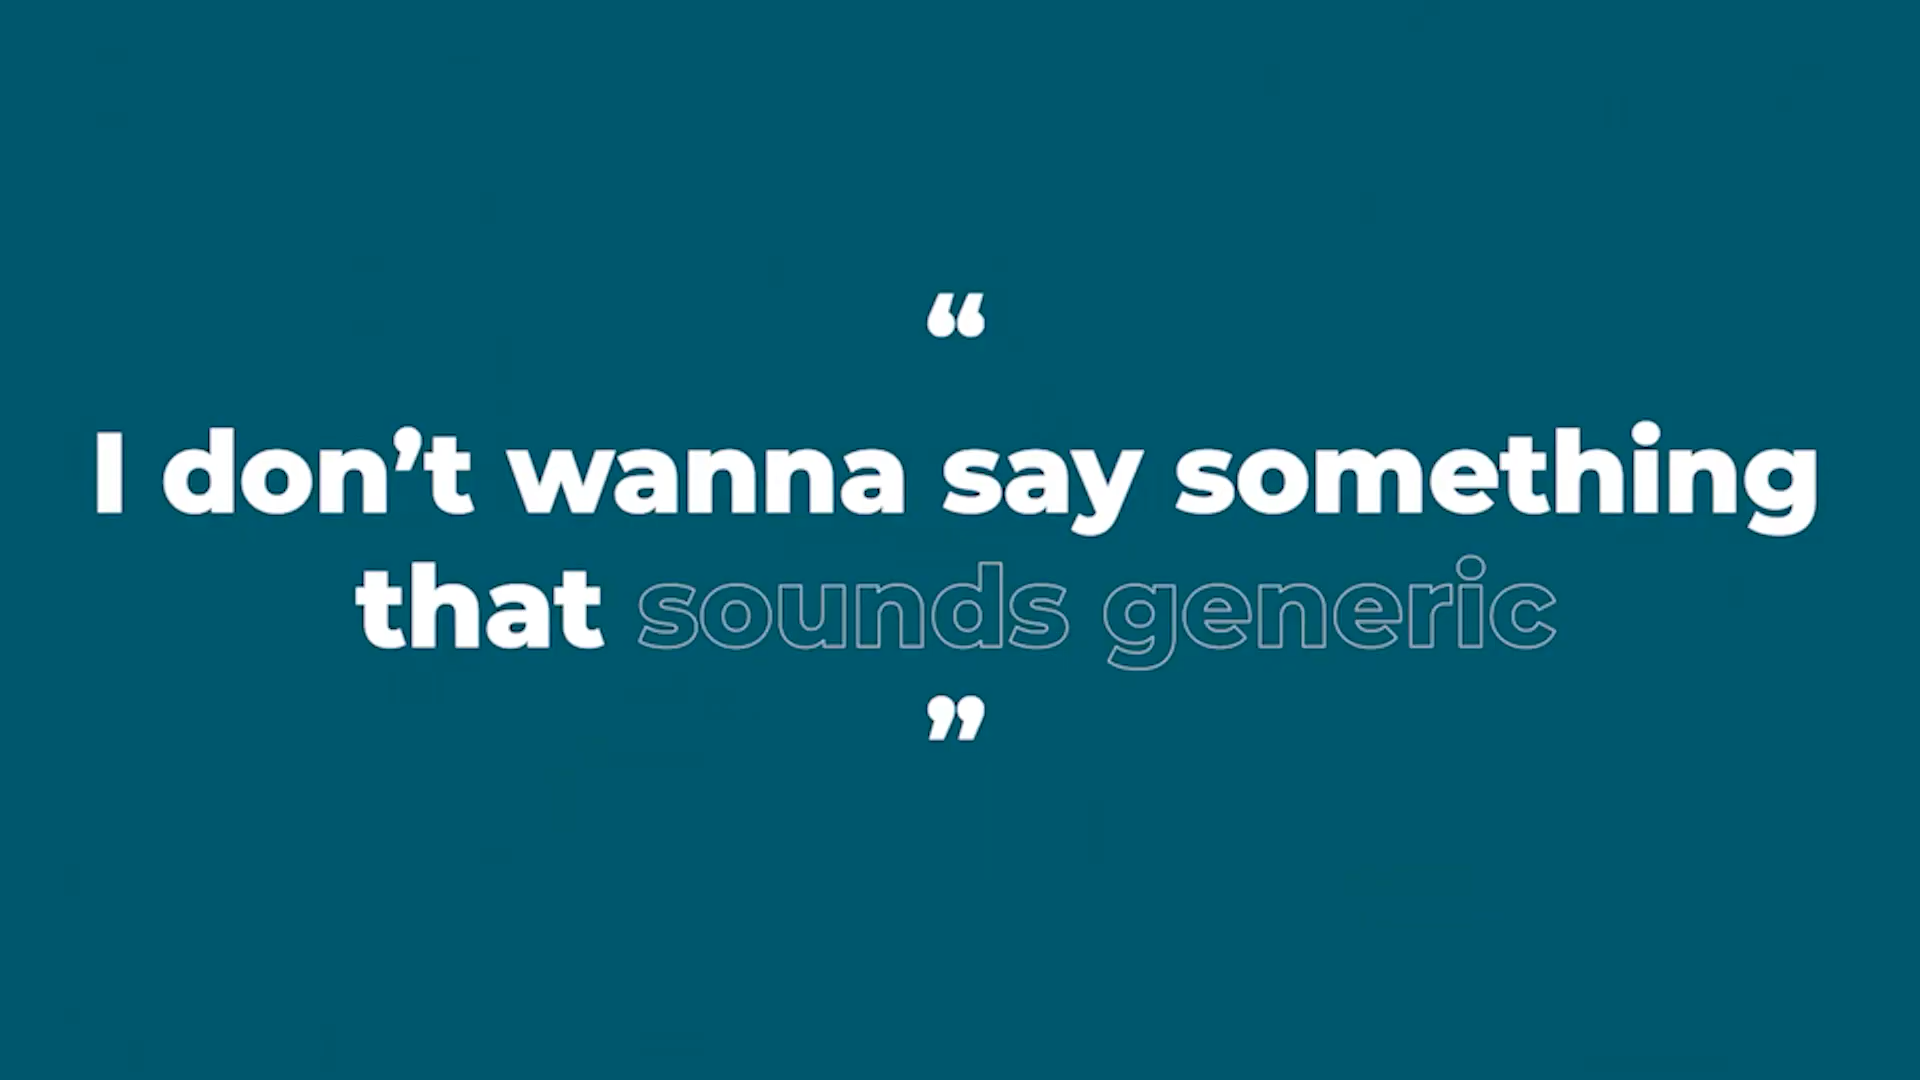 “
I don’t wanna say something
that sounds generic
”